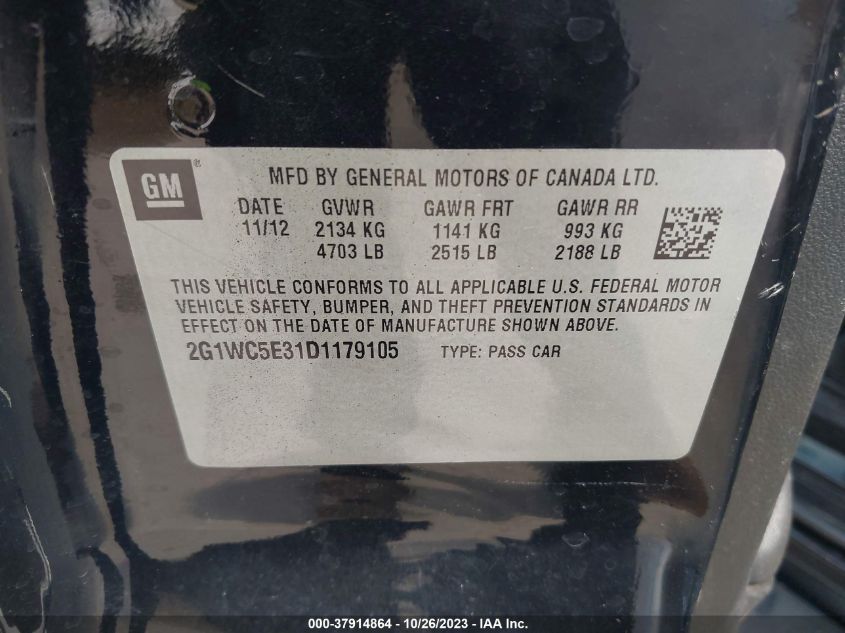 GM®
MFD BY GENERAL MOTORS OF CANADA LTD.
DATE GVWR GAWR FRT GAWR RR
11/12 2134 KG 1141 KG 993 KG
4703 LB 2515 LB 2188 LB
THIS VEHICLE CONFORMS TO ALL APPLICABLE U.S. FEDERAL MOTOR
VEHICLE SAFETY, BUMPER, AND THEFT PREVENTION STANDARDS IN
EFFECT ON THE DATE OF MANUFACTURE SHOWN ABOVE.
2G1WC5E31D1179105 TYPE: PASS CAR
000-37914864 - 10/26/2023 - IAA Inc.